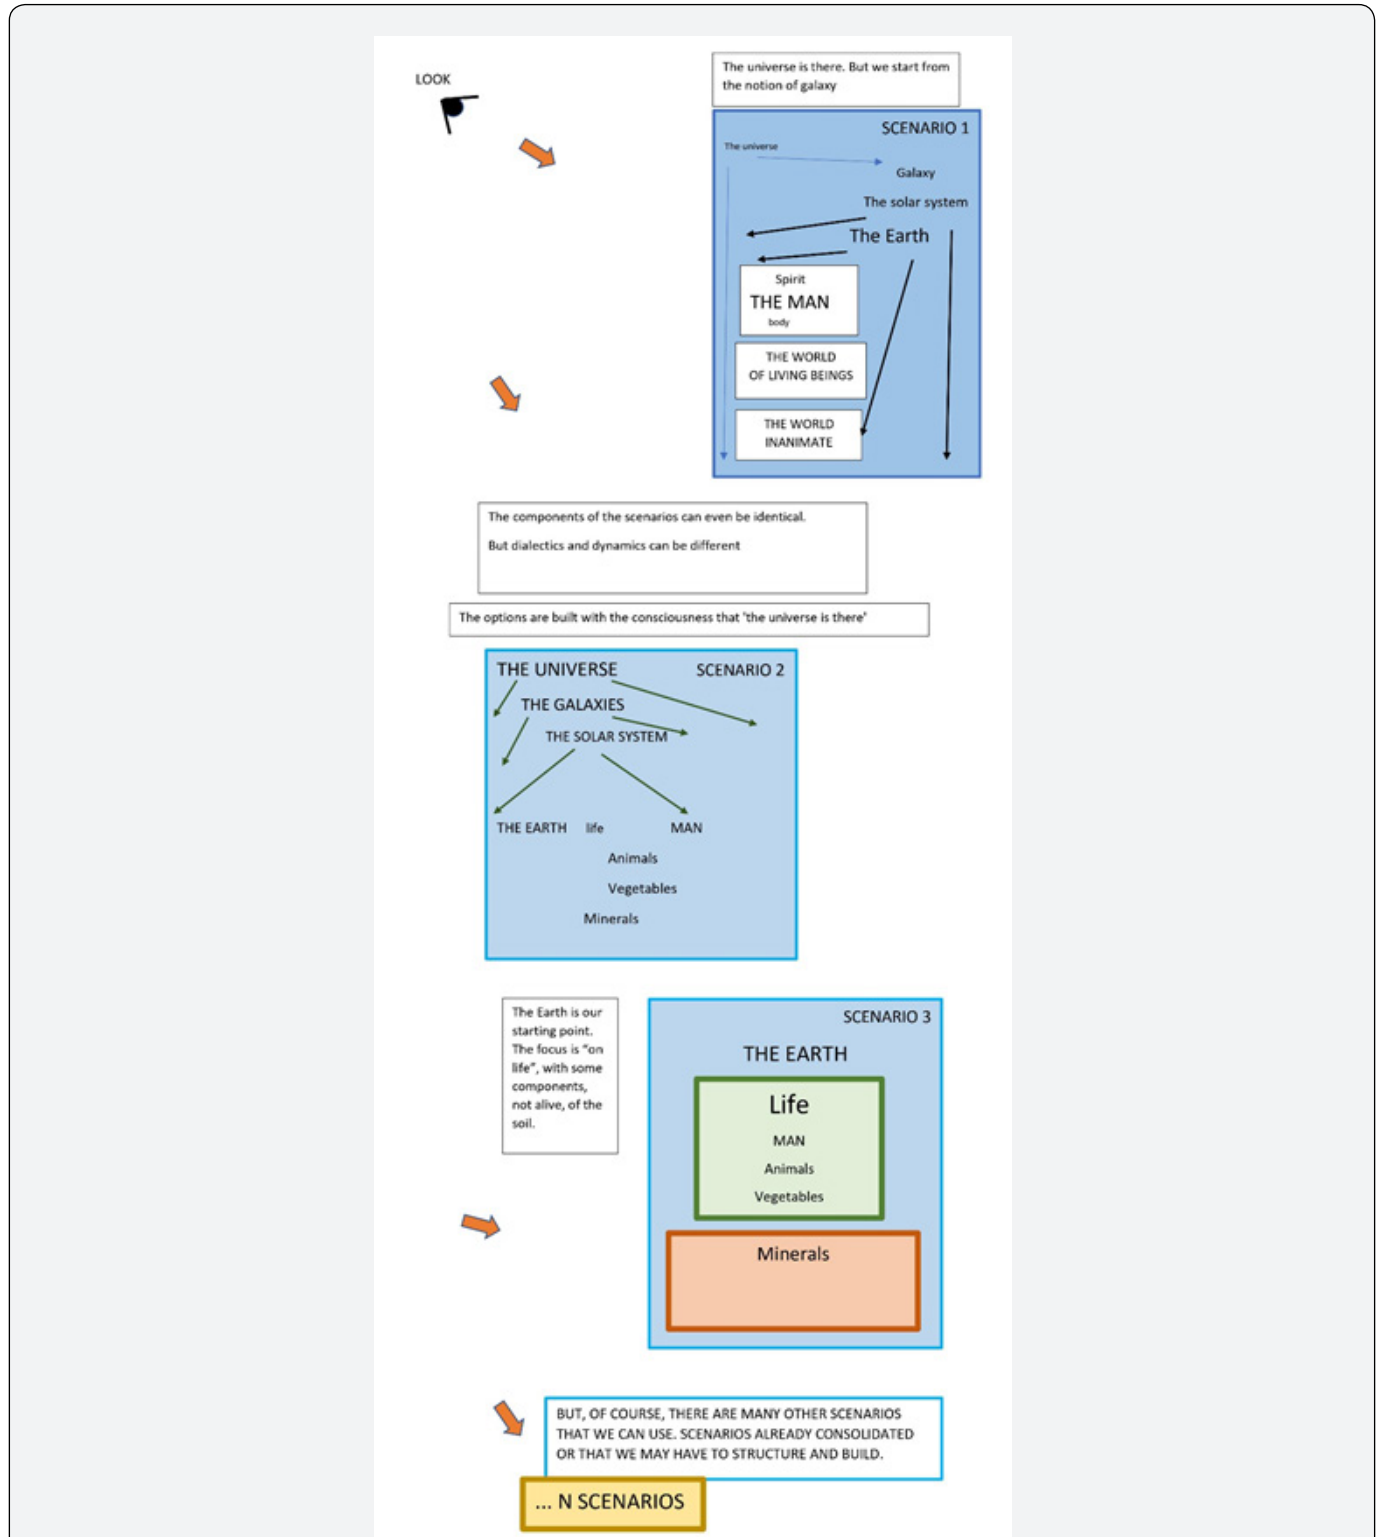 LOOK
The universe is there. But we start from
the notion of galaxy
SCENARIO 1
The universe
Galaxy
The solar system
The Earth
Spirit
THE MAN
body
THE WORLD
OF LIVING BEINGS
THE WORLD
INANIMATE
The components of the scenarios can even be identical.
But dialectics and dynamics can be different
The options are built with the consciousness that 'the universe is there'
THE UNIVERSE SCENARIO 2
THE GALAXIES
THE SOLAR SYSTEM
THE EARTH life MAN
Animals
Vegetables
Minerals
The Earth is our
starting point.
The focus is "on
life", with some
components,
not alive, of the
soil.
SCENARIO 3
THE EARTH
Life
MAN
Animals
Vegetables
Minerals
BUT, OF COURSE, THERE ARE MANY OTHER SCENARIOS
THAT WE CAN USE. SCENARIOS ALREADY CONSOLIDATED
OR THAT WE MAY HAVE TO STRUCTURE AND BUILD.
... N SCENARIOS